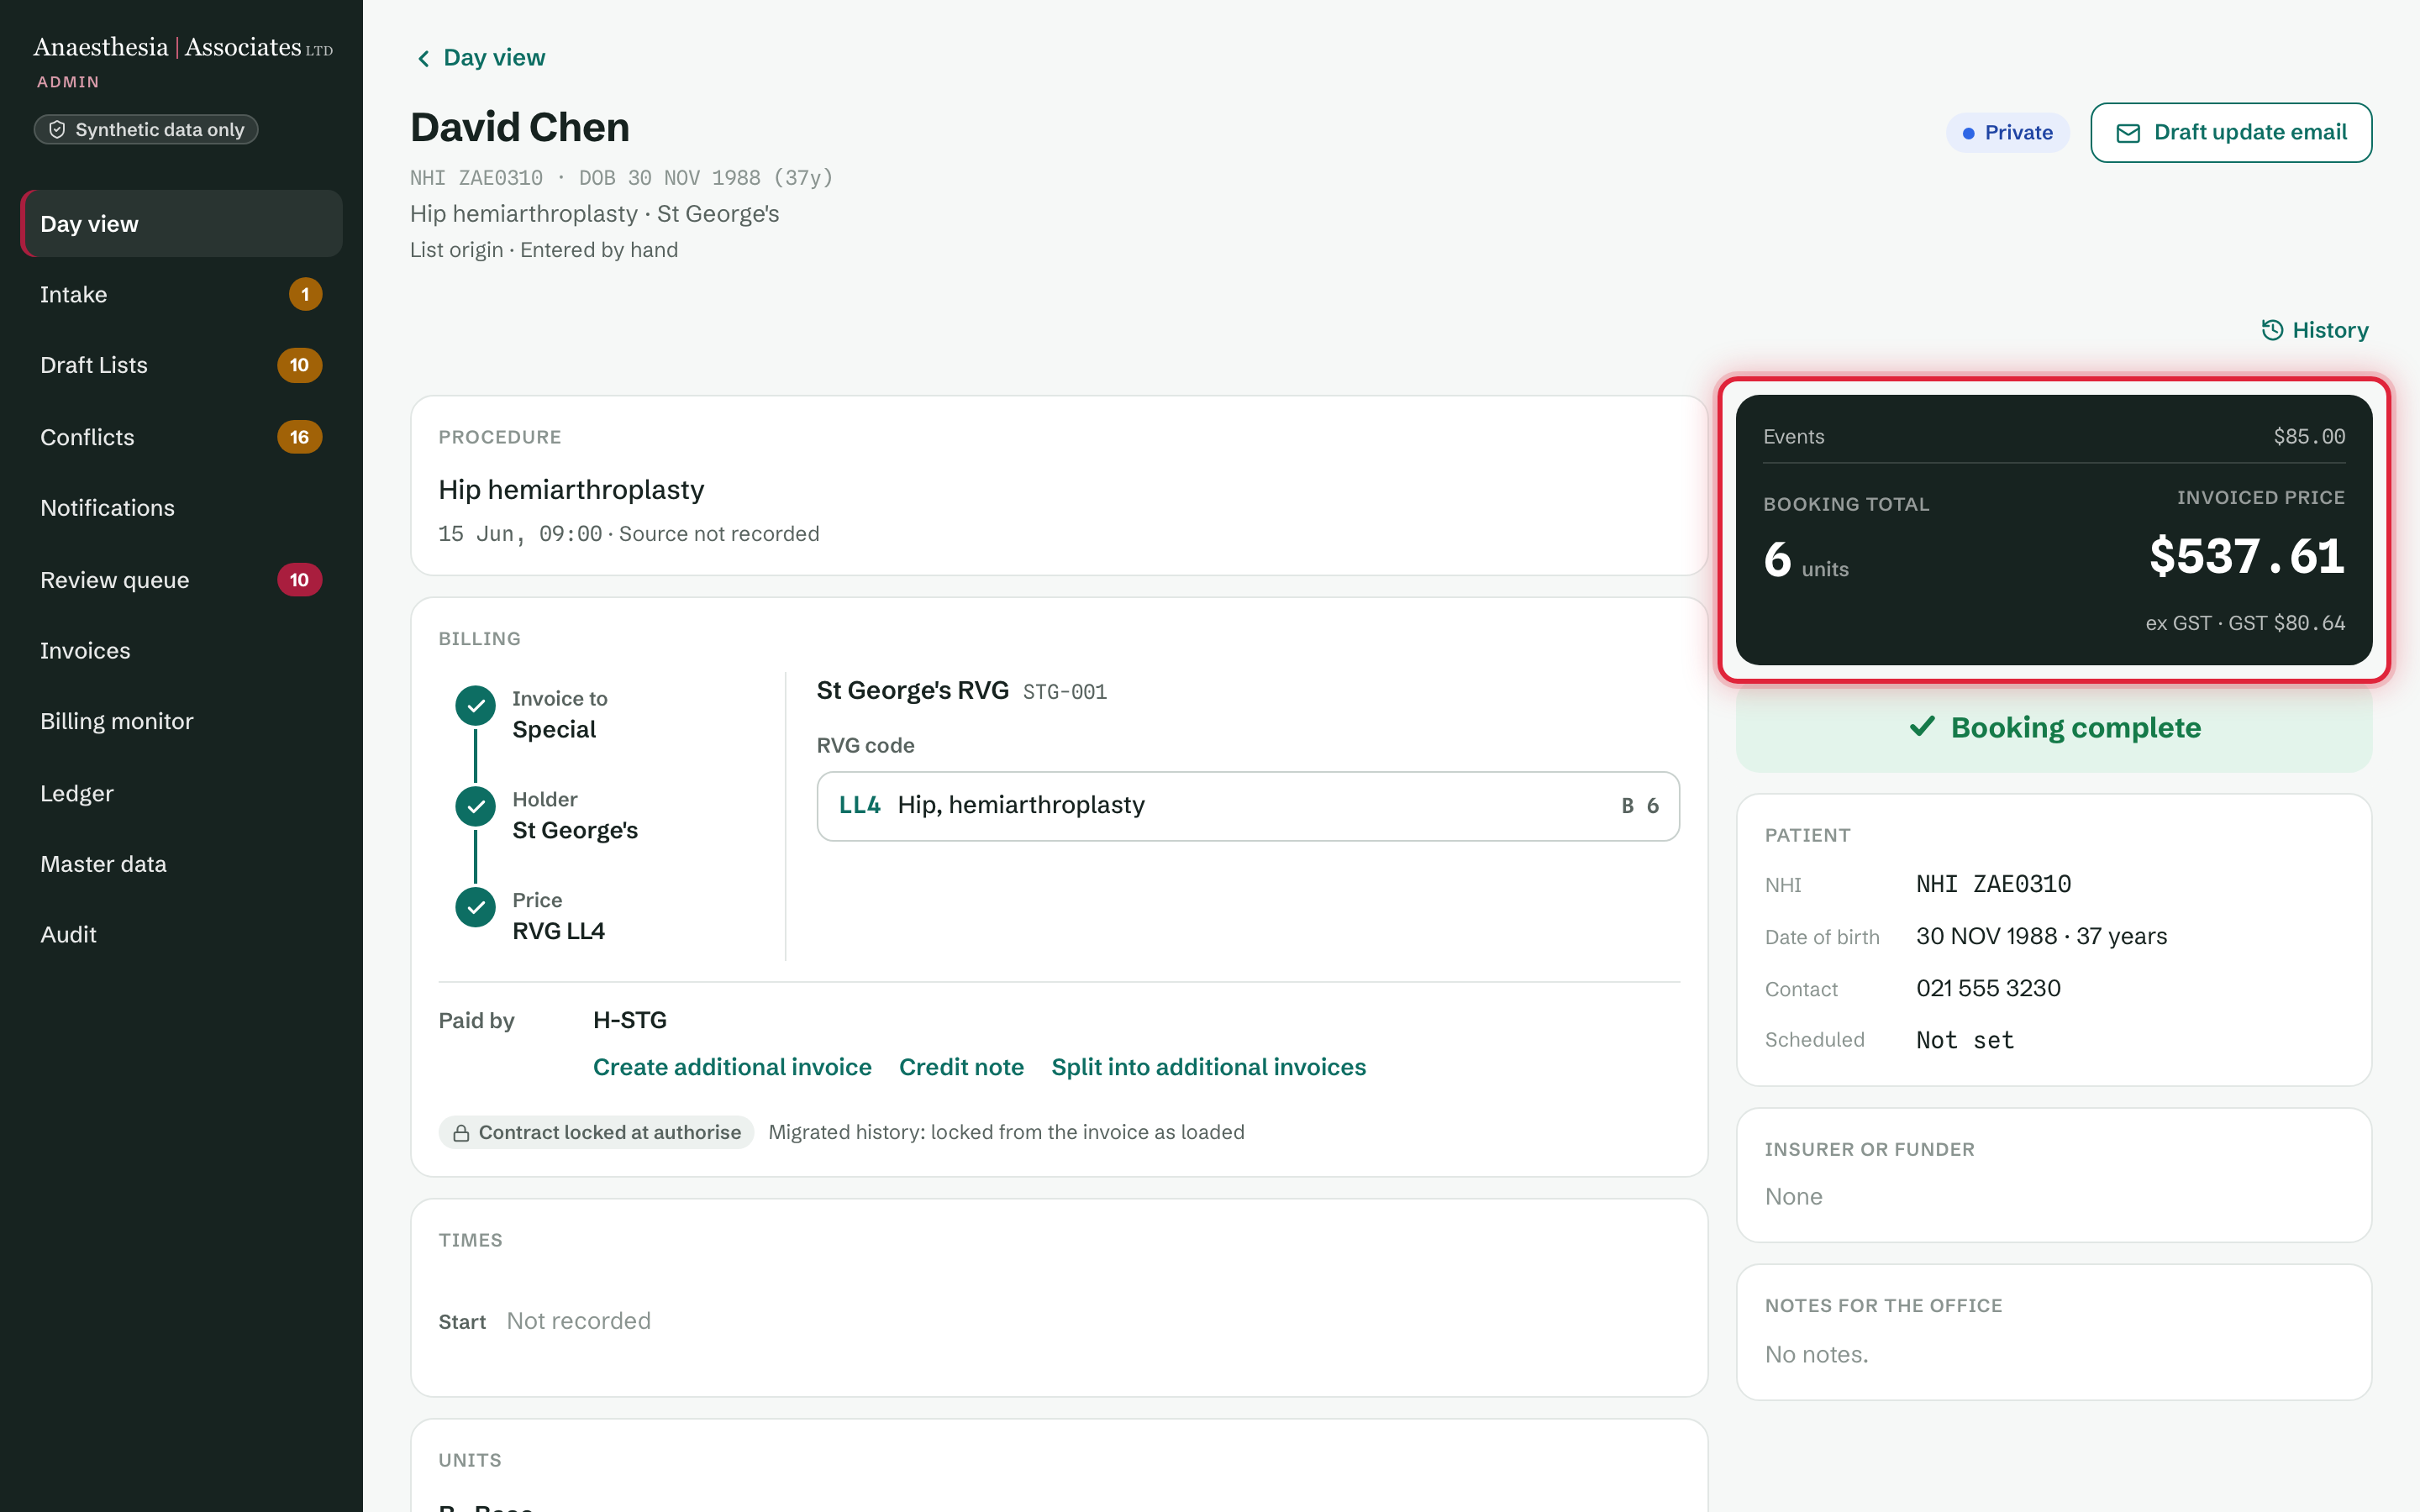 Anaesthesia | Associates LTD
ADMIN
Synthetic data only
Day view
Intake 1
Draft Lists 10
Conflicts 16
Notifications
Review queue 10
Invoices
Billing monitor
Ledger
Master data
Audit
Day view
David Chen
NHI ZAE0310 · DOB 30 NOV 1988 (37y)
Hip hemiarthroplasty · St George's
List origin · Entered by hand
Private
Draft update email
History
PROCEDURE
Hip hemiarthroplasty
15 Jun, 09:00 · Source not recorded
BILLING
Invoice to
Special
Holder
St George's
Price
RVG LL4
St George's RVG STG-001
RVG code
LL4 Hip, hemiarthroplasty B 6
Paid by H-STG
Create additional invoice Credit note Split into additional invoices
Contract locked at authorise Migrated history: locked from the invoice as loaded
TIMES
Start Not recorded
UNITS
Events $85.00
BOOKING TOTAL INVOICED PRICE
6 units $537.61
ex GST · GST $80.64
Booking complete
PATIENT
NHI NHI ZAE0310
Date of birth 30 NOV 1988 · 37 years
Contact 021 555 3230
Scheduled Not set
INSURER OR FUNDER
None
NOTES FOR THE OFFICE
No notes.